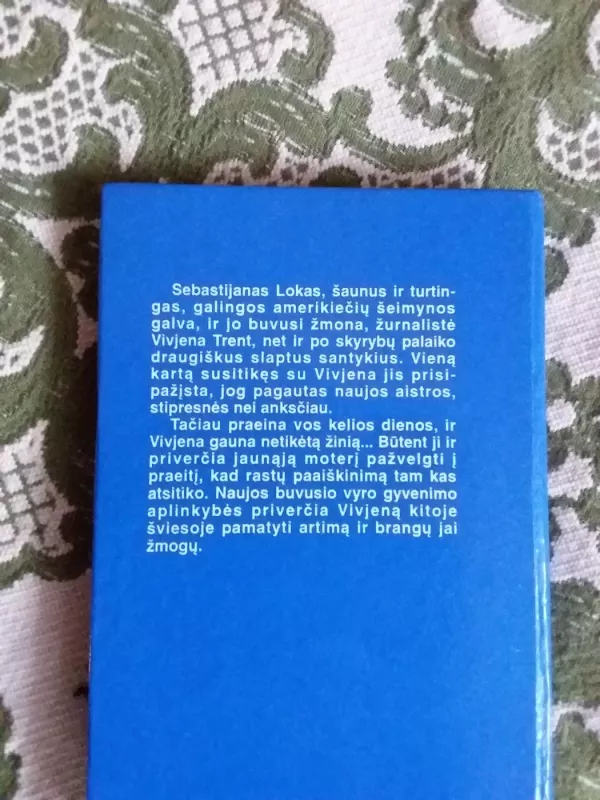 Sebastijanas Lokas, šaunus ir turtin-
gas, galingos amerikiečių šeimynos
galva, ir jo buvusi žmona, žurnalistė
Vivjena Trent, net ir po skyrybų palaiko
draugiškus slaptus santykius. Vieną
kartą susitikęs su Vivjena jis prisi-
pažįsta, jog pagautas naujos aistros,
stipresnės nei anksčiau.
Tačiau praeina vos kelios dienos, ir
Vivjena gauna netikėtą žinią... Būtent ji ir
priverčia jaunąją moterį pažvelgti į
praeitį, kad rastų paaiškinimą tam kas
atsitiko. Naujos buvusio vyro gyvenimo
aplinkybės priverčia Vivjeną kitoje
šviesoje pamatyti artimą ir brangų jai
žmogų.